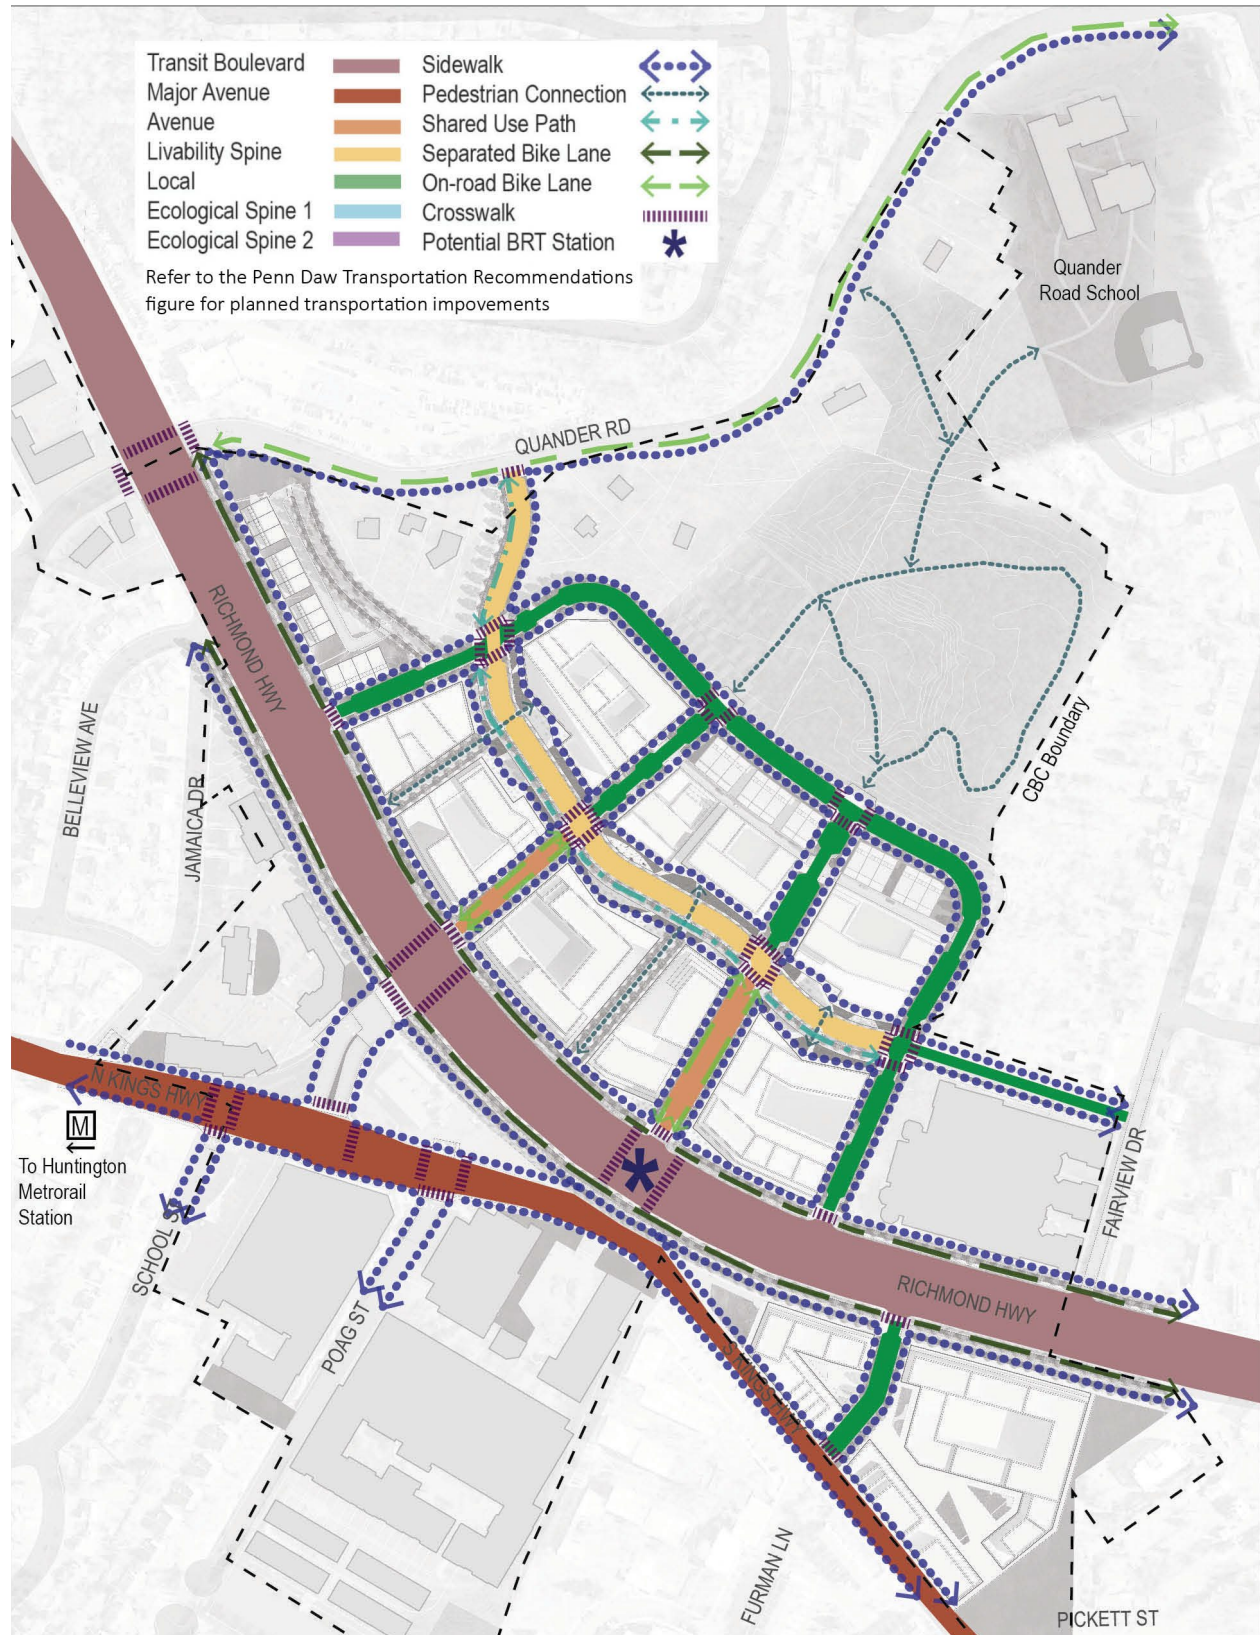 Transit Boulevard
Major Avenue
Avenue
Livability Spine
Local
Ecological Spine 1
Ecological Spine 2
Sidewalk
Pedestrian Connection
Shared Use Path
Separated Bike Lane
On-road Bike Lane
Crosswalk
Potential BRT Station
Refer to the Penn Daw Transportation Recommendations
figure for planned transportation impovements
Quander
Road School
QUANDER RD
RICHMOND HWY
BELLEVIEW AVE
JAMAICA DR
CBC Boundary
N KINGS HWY
M
To Huntington
Metrorail
Station
SCHOOL ST
POAG ST
FAIRVIEW DR
RICHMOND HWY
S KINGS HWY
FURMAN LN
PICKETT ST